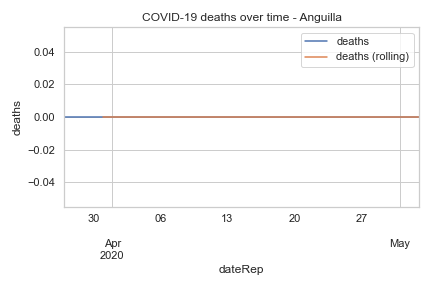 COVID-19 deaths over time - Anguilla
deaths
deaths (rolling)
0.04
0.02
0.00
−0.02
−0.04
deaths
30 06 13 20 27
Apr May
2020
dateRep